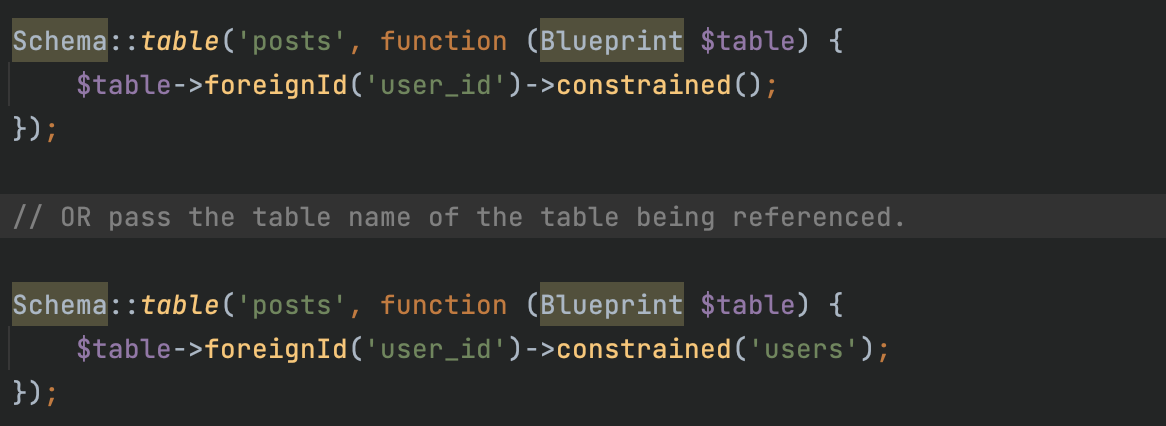 Schema::table('posts', function (Blueprint $table) {
    $table->foreignId('user_id')->constrained();
});
// OR pass the table name of the table being referenced.
Schema::table('posts', function (Blueprint $table) {
    $table->foreignId('user_id')->constrained('users');
});